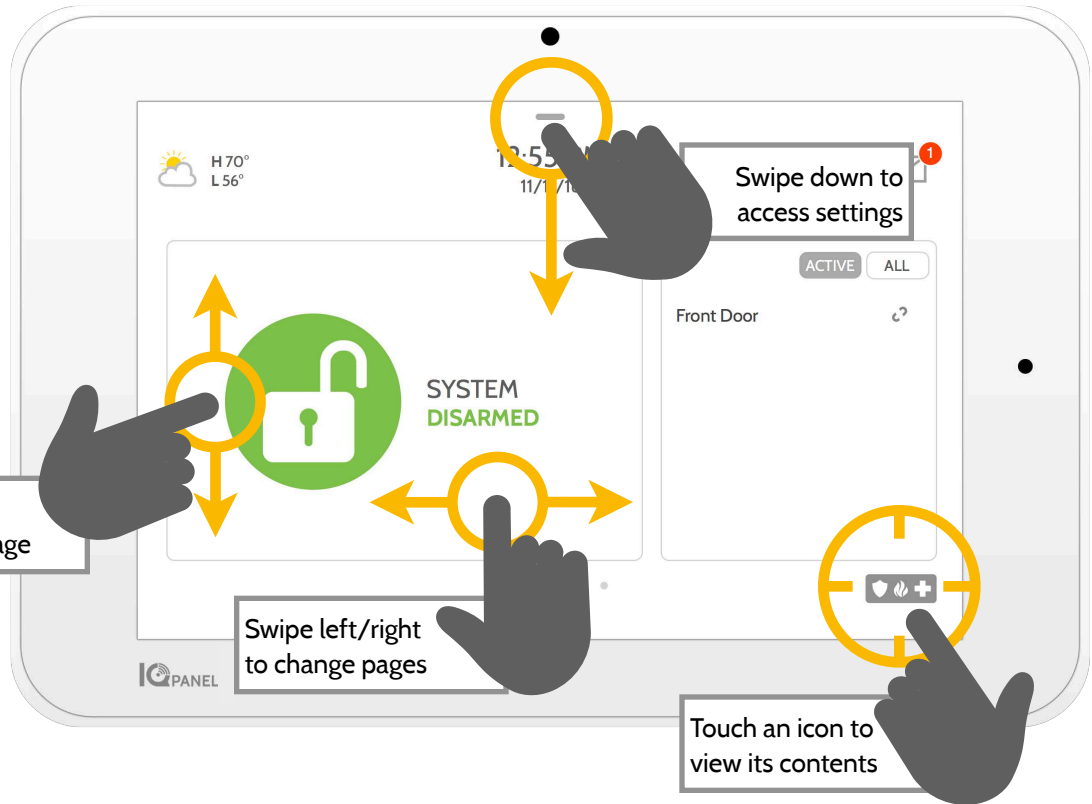 H 70°
L 56°
1
Swipe down to
access settings
ACTIVE
ALL
Front Door
SYSTEM
DISARMED
Swipe left/right
to change pages
IQ PANEL
Touch an icon to
view its contents